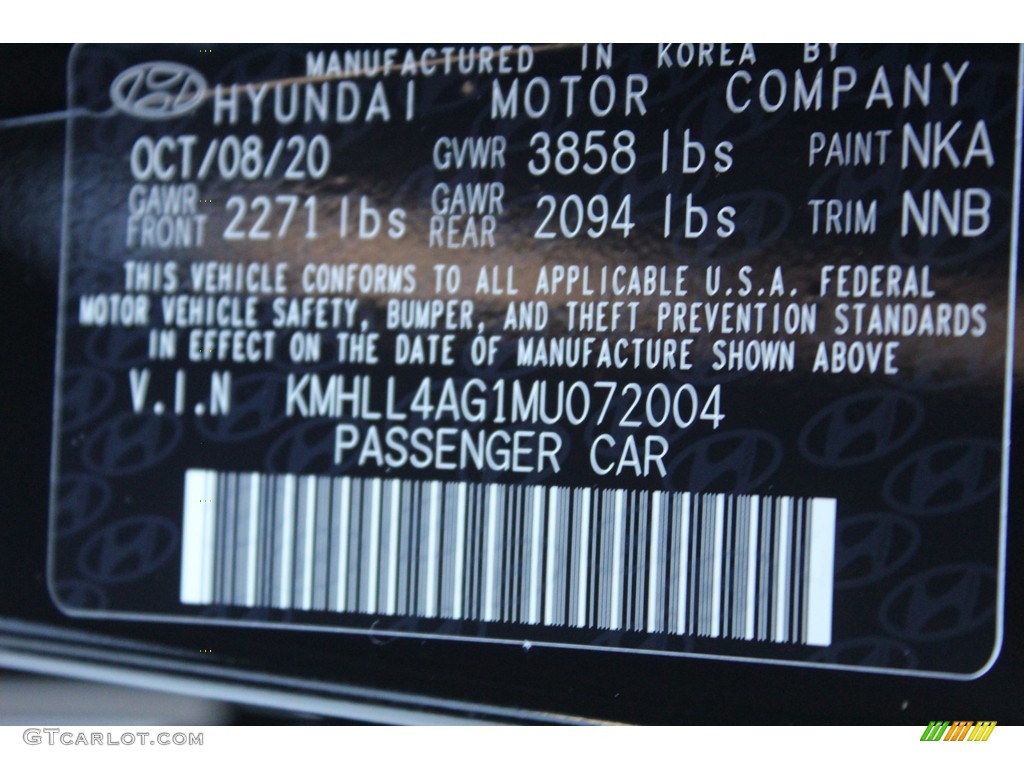 MANUFACTURED IN KOREA BY
HYUNDAI MOTOR COMPANY
OCT/08/20 GVWR 3858 lbs PAINT NKA
GAWR FRONT 2271 lbs GAWR REAR 2094 lbs TRIM NNB
THIS VEHICLE CONFORMS TO ALL APPLICABLE U.S.A. FEDERAL
MOTOR VEHICLE SAFETY, BUMPER, AND THEFT PREVENTION STANDARDS
IN EFFECT ON THE DATE OF MANUFACTURE SHOWN ABOVE
V.I.N KMHLL4AG1MU072004
PASSENGER CAR
GTCARLOT.COM